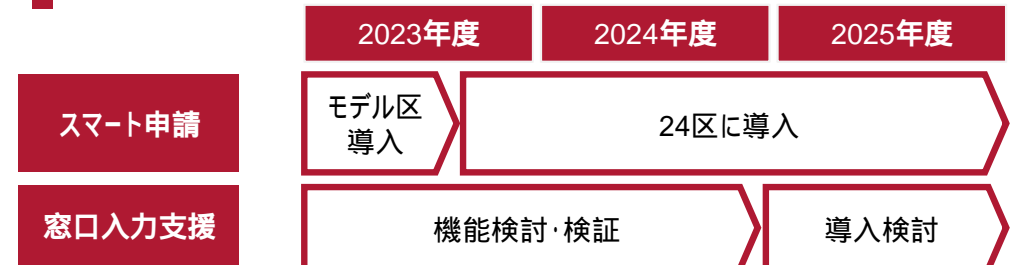 2023年度 2024年度 2025年度
スマート申請
モデル区
導入
24区に導入
窓口入力支援
機能検討・検証
導入検討